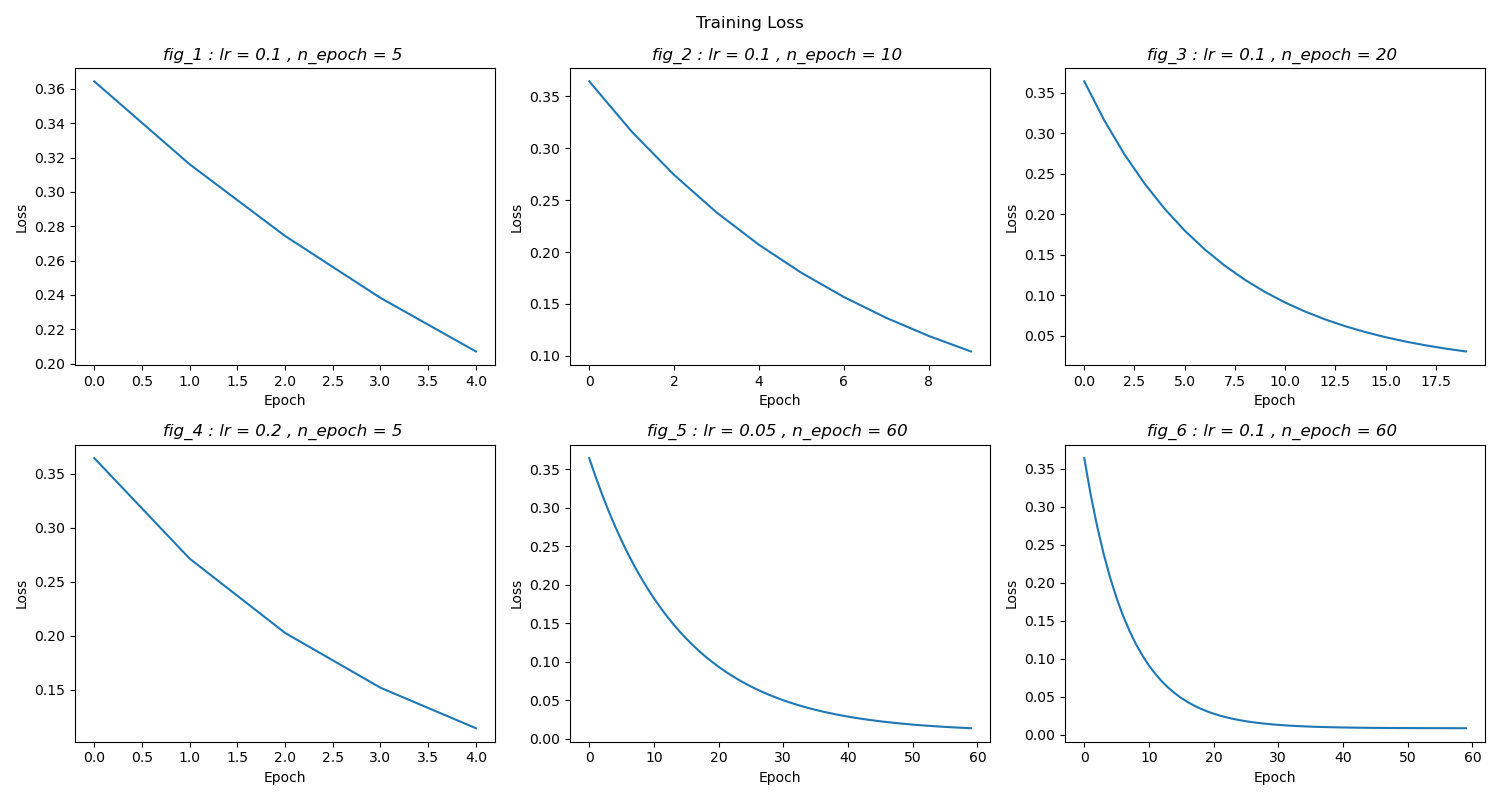 Training Loss
fig_1 : lr = 0.1 , n_epoch = 5
Loss
0.36
0.34
0.32
0.30
0.28
0.26
0.24
0.22
0.20
0.0 0.5 1.0 1.5 2.0 2.5 3.0 3.5 4.0
Epoch
fig_2 : lr = 0.1 , n_epoch = 10
Loss
0.35
0.30
0.25
0.20
0.15
0.10
0 2 4 6 8
Epoch
fig_3 : lr = 0.1 , n_epoch = 20
Loss
0.35
0.30
0.25
0.20
0.15
0.10
0.05
0.0 2.5 5.0 7.5 10.0 12.5 15.0 17.5
Epoch
fig_4 : lr = 0.2 , n_epoch = 5
Loss
0.35
0.30
0.25
0.20
0.15
0.0 0.5 1.0 1.5 2.0 2.5 3.0 3.5 4.0
Epoch
fig_5 : lr = 0.05 , n_epoch = 60
Loss
0.35
0.30
0.25
0.20
0.15
0.10
0.05
0.00
0 10 20 30 40 50 60
Epoch
fig_6 : lr = 0.1 , n_epoch = 60
Loss
0.35
0.30
0.25
0.20
0.15
0.10
0.05
0.00
0 10 20 30 40 50 60
Epoch